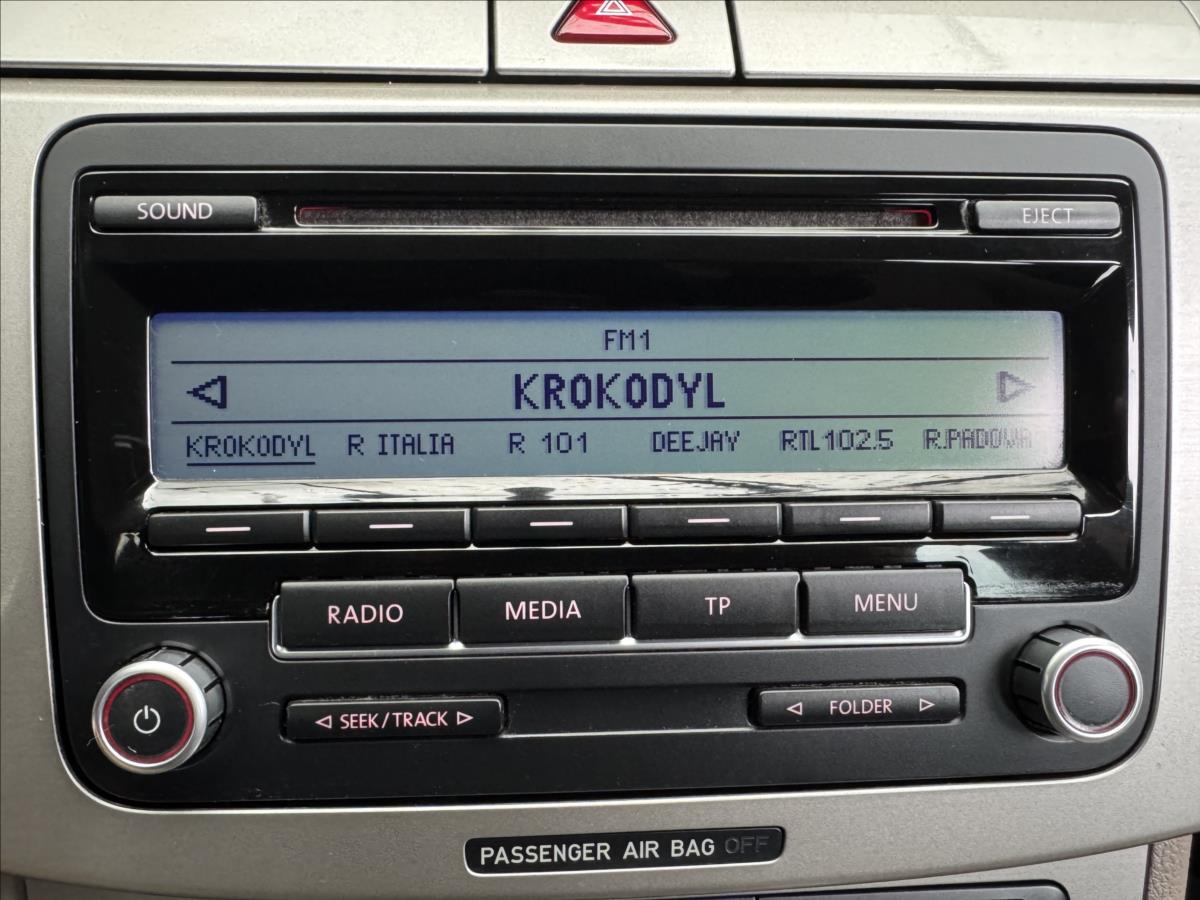 SOUND
EJECT
FM1
KROKODYL
KROKODYL R ITALIA R 101 DEEJAY RTL102.5 R.PADOVA
RADIO MEDIA TP MENU
SEEK/TRACK FOLDER
PASSENGER AIR BAG OFF